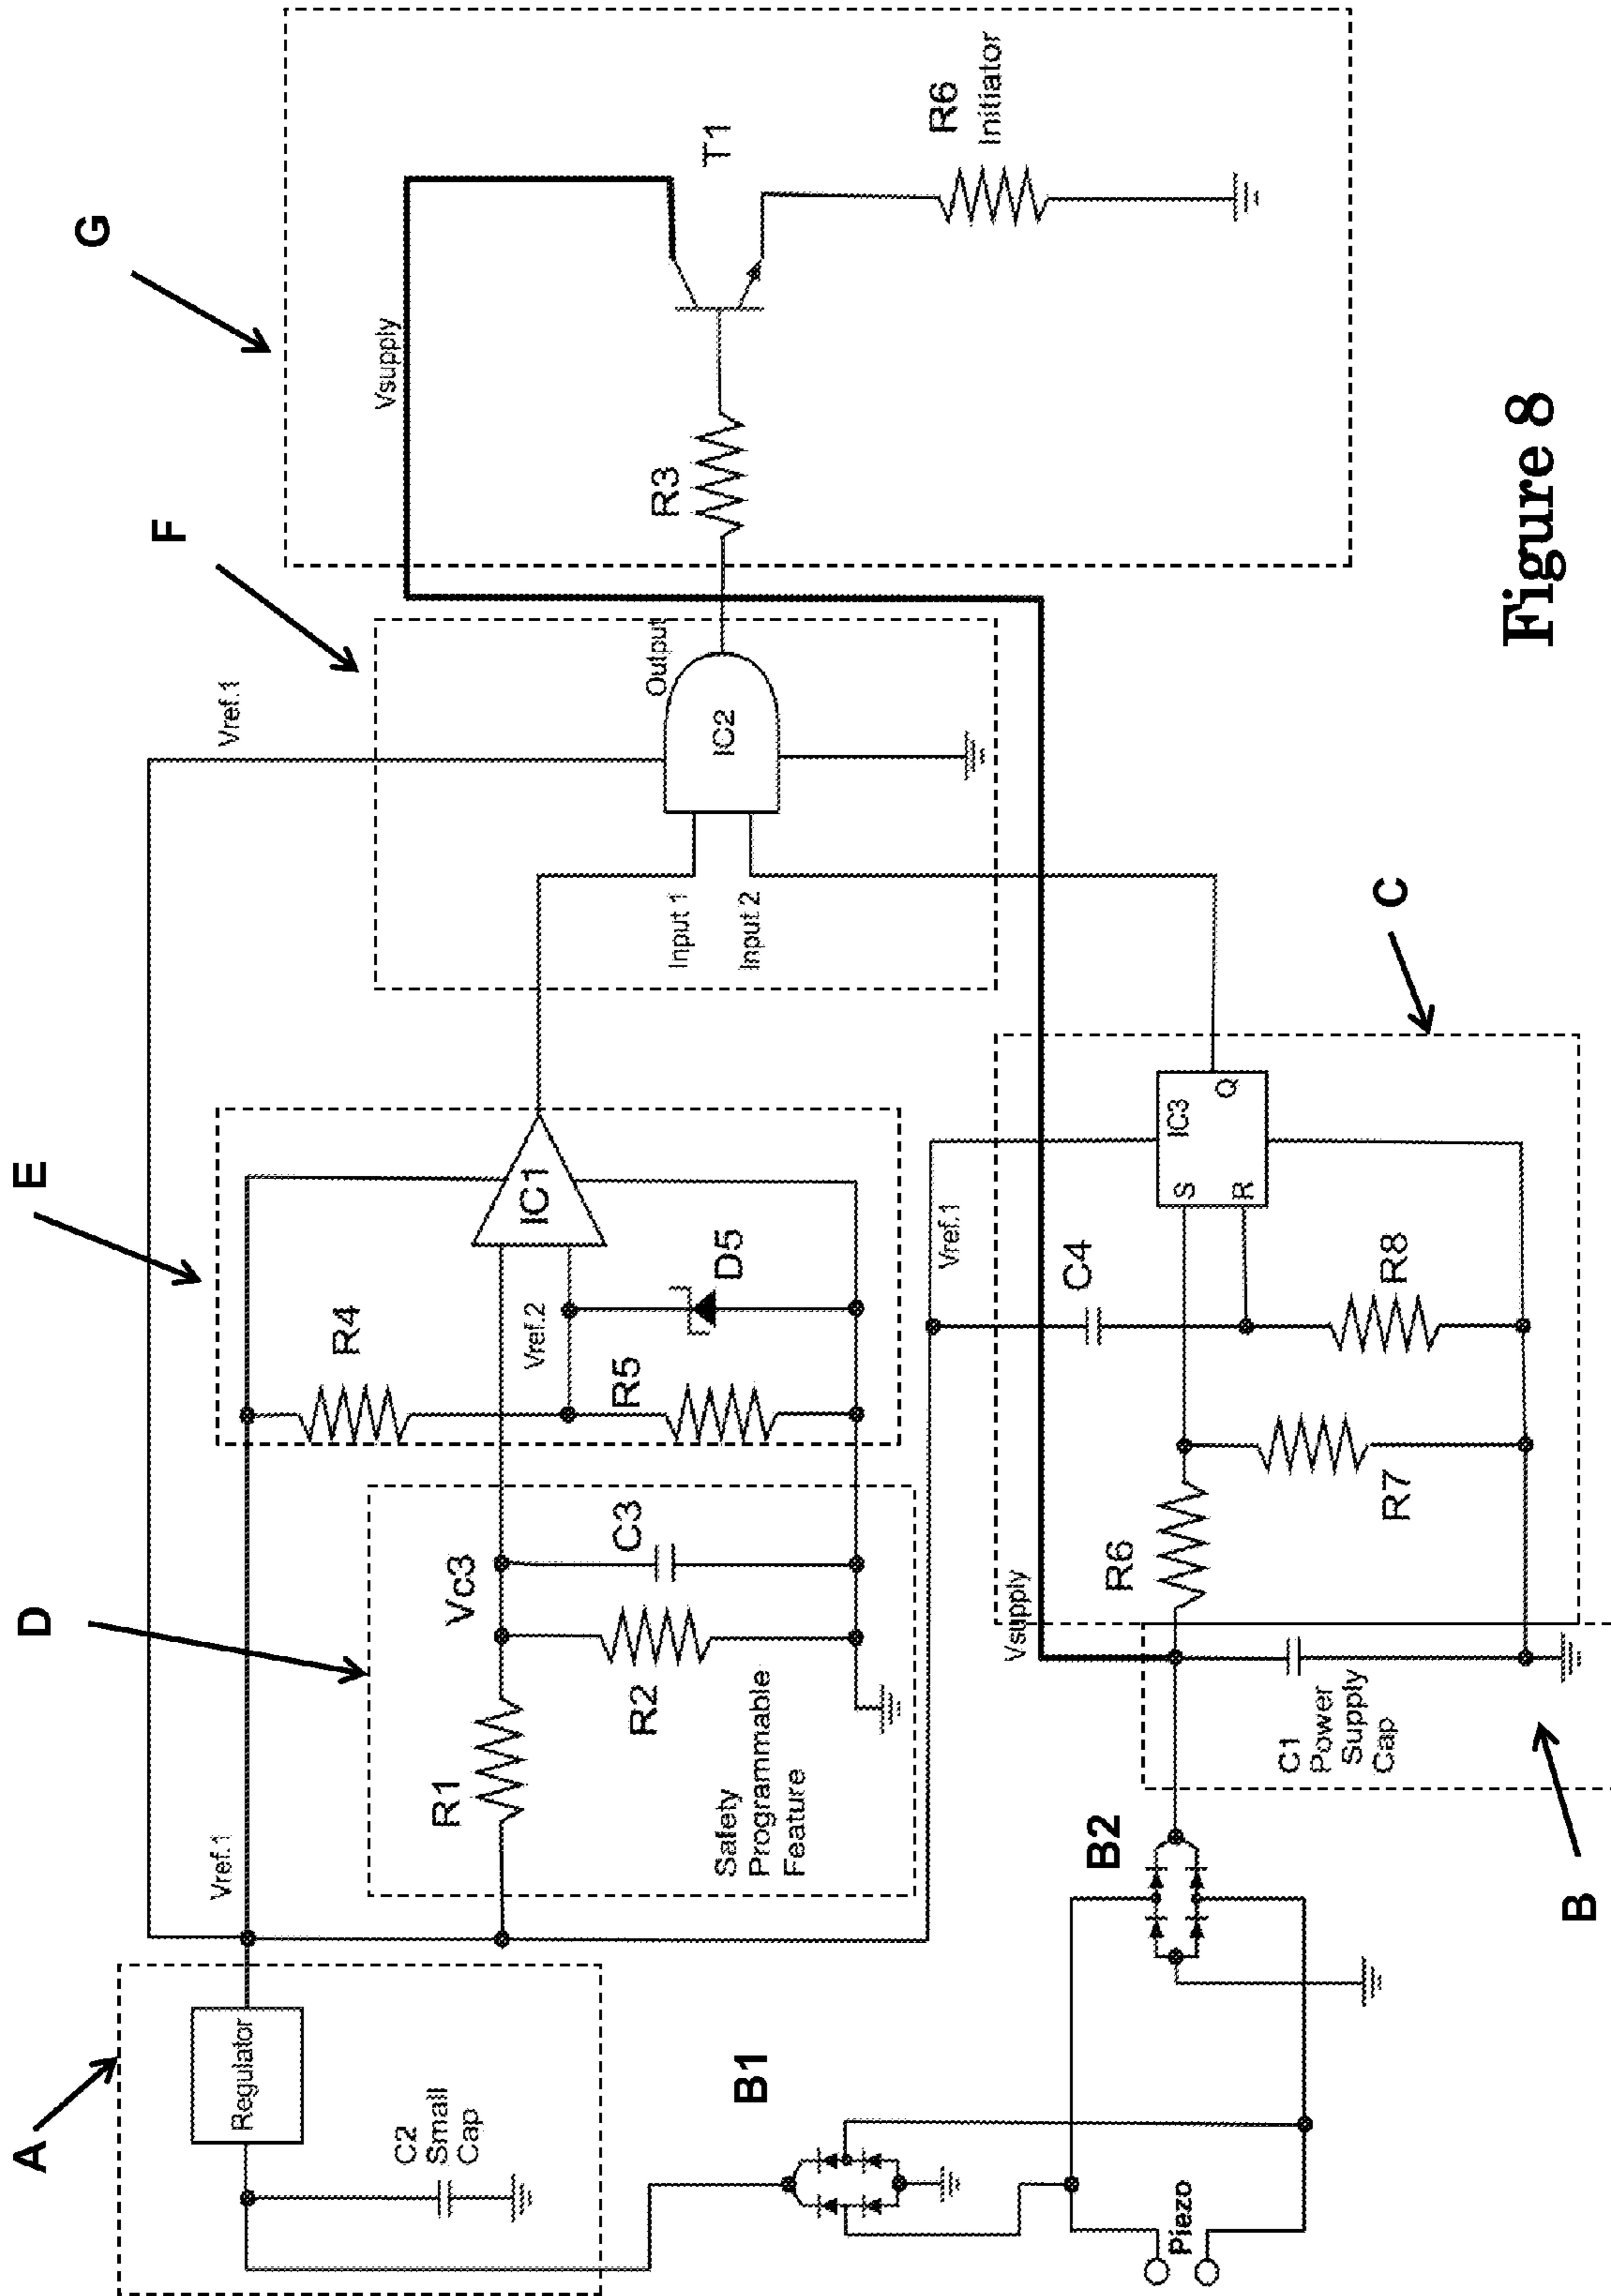 A
Regulator
C2
Small
Cap
Vref.1
B1
Piezo
B2
D
R1
Vc3
R2
C3
Safety
Programmable
Feature
E
R4
Vref.2
R5
D5
IC1
B
C1
Power
Supply
Cap
Vsupply
C
R6
R7
C4
R8
Vref.1
S
R
IC3
Q
F
Vref.1
Input 1
Input 2
IC2
Output
G
Vsupply
R3
T1
R6
Initiator
Figure 8